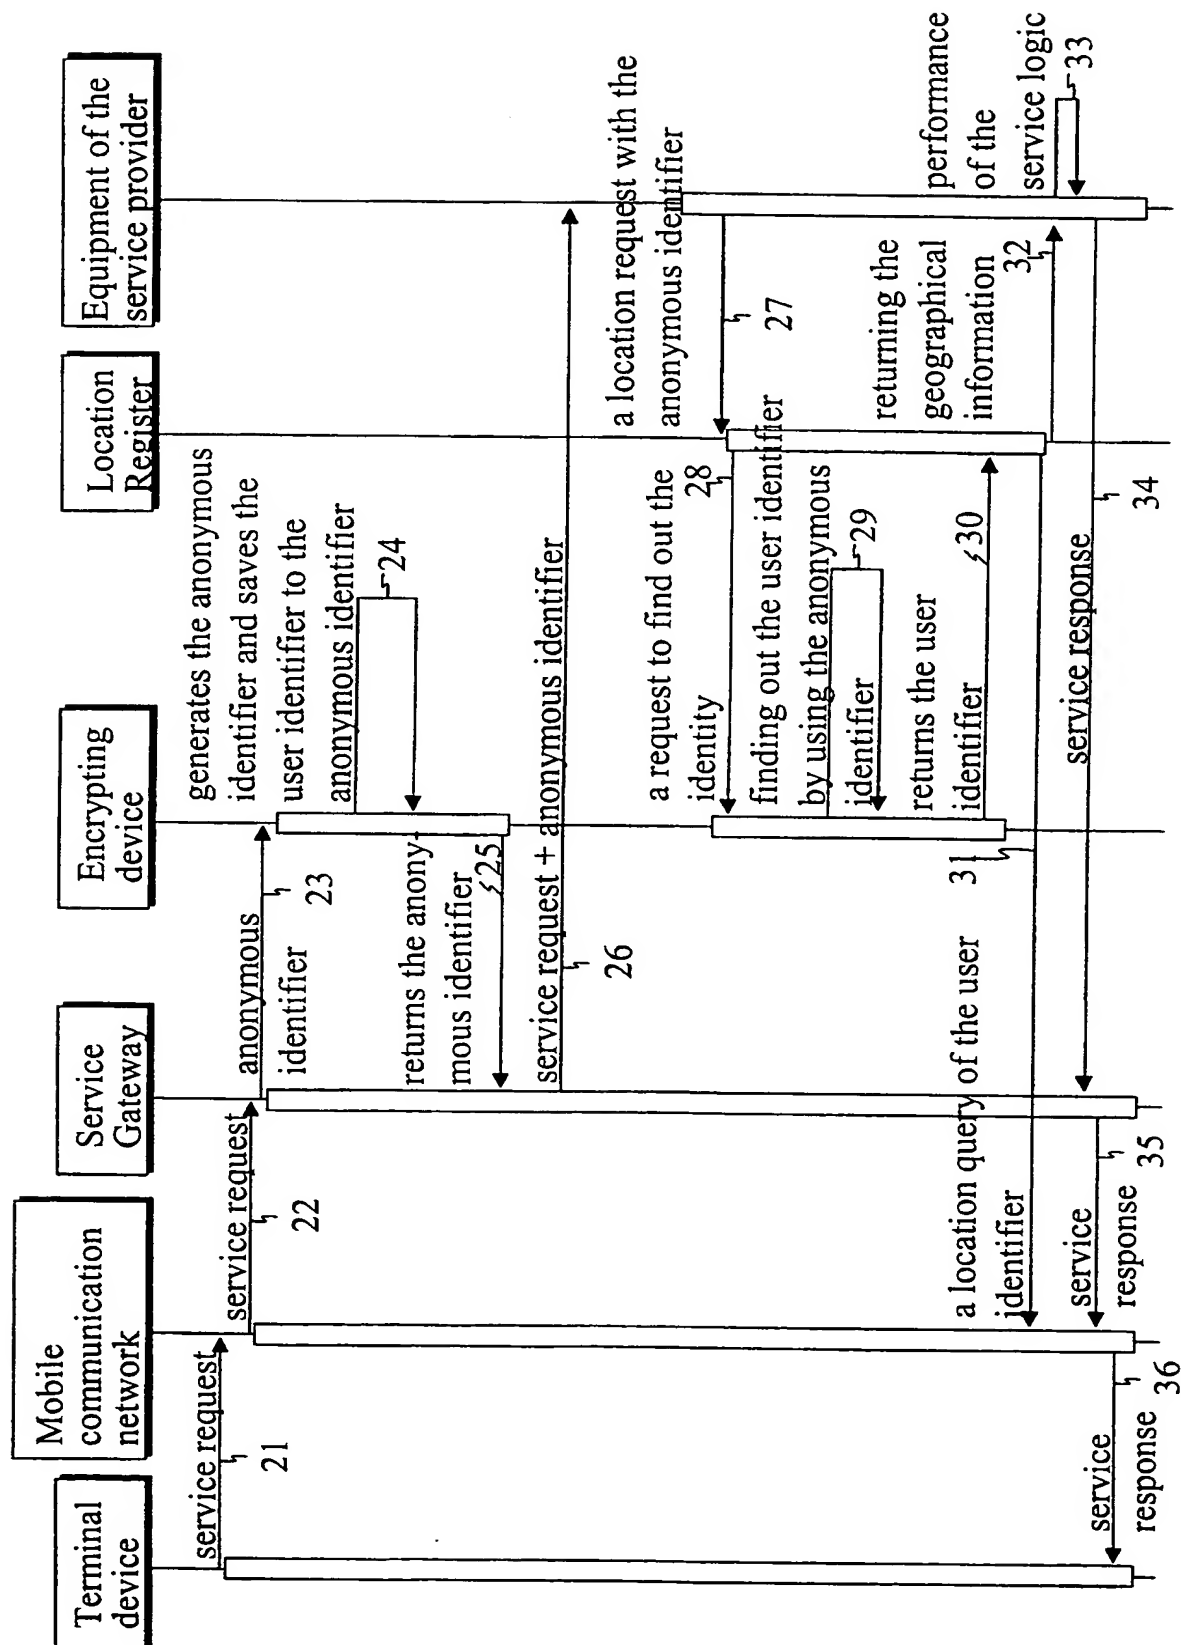 Terminal
device
Mobile
communication
network
Service
Gateway
Encrypting
device
Location
Register
Equipment of the
service provider
service request
21
service request
22
anonymous
identifier
23
generates the anonymous
identifier and saves the
user identifier to the
anonymous identifier
24
returns the anony
mous identifier
25
service request + anonymous identifier
26
a location request with the
anonymous identifier
27
a request to find out the
identity
28
finding out the user identifier
by using the anonymous
identifier
29
returns the user
identifier
30
a location query of the user
identifier
31
returning the
geographical
information
32
performance
of the
service logic
33
service response
34
service
response
35
service
response
36